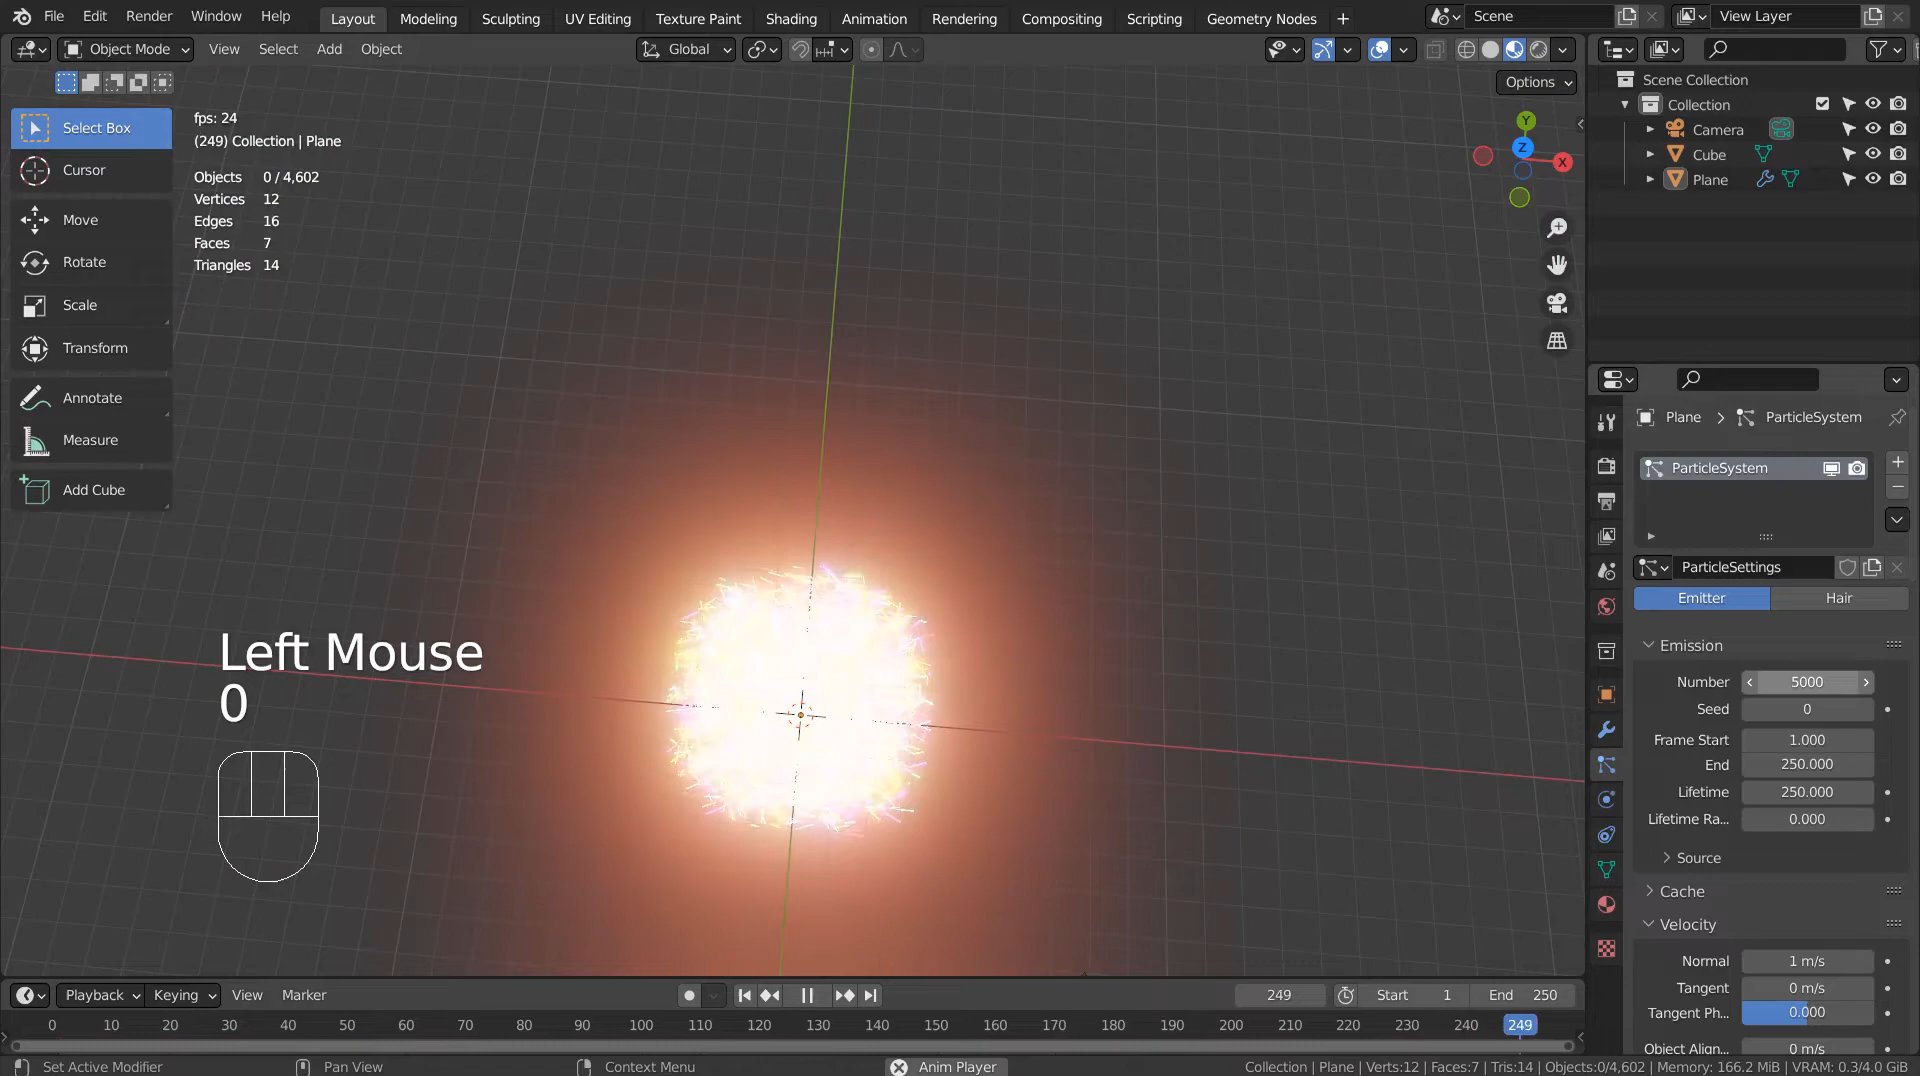 File Edit Render Window Help Layout Modeling Sculpting UV Editing Texture Paint Shading Animation Rendering Compositing Scripting Geometry Nodes + Scene View Layer
Object Mode View Select Add Object Global
Options
Select Box
Cursor
Move
Rotate
Scale
Transform
Annotate
Measure
Add Cube
fps: 24
(249) Collection | Plane
Objects 0 / 4,602
Vertices 12
Edges 16
Faces 7
Triangles 14
Y
Z
X
Left Mouse
0
Scene Collection
Collection
Camera
Cube
Plane
Plane > ParticleSystem
ParticleSystem
ParticleSettings
Emitter Hair
Emission
Number 5000
Seed 0
Frame Start 1.000
End 250.000
Lifetime 250.000
Lifetime Ra... 0.000
Source
Cache
Velocity
Normal 1 m/s
Tangent 0 m/s
Tangent Ph... 0.000
Object Align... 0 m/s
Playback Keying View Marker 249 Start 1 End 250
0 10 20 30 40 50 60 70 80 90 100 110 120 130 140 150 160 170 180 190 200 210 220 230 240 249
Set Active Modifier Pan View Context Menu Anim Player Collection | Plane | Verts:12 | Faces:7 | Tris:14 | Objects:0/4,602 | Memory: 166.2 MiB | VRAM: 0.3/4.0 GiB